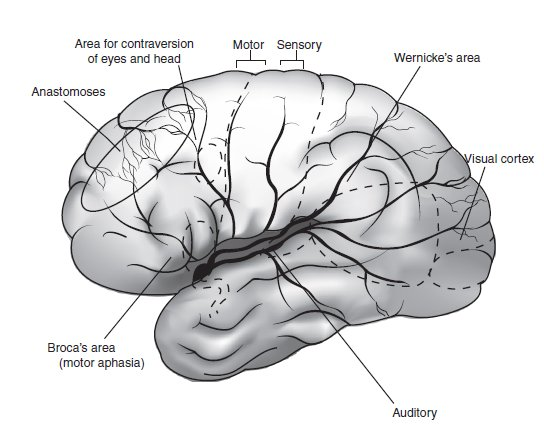 Area for contraversion
of eyes and head
Motor
Sensory
Wernicke's area
Anastomoses
Visual cortex
Broca's area
(motor aphasia)
Auditory